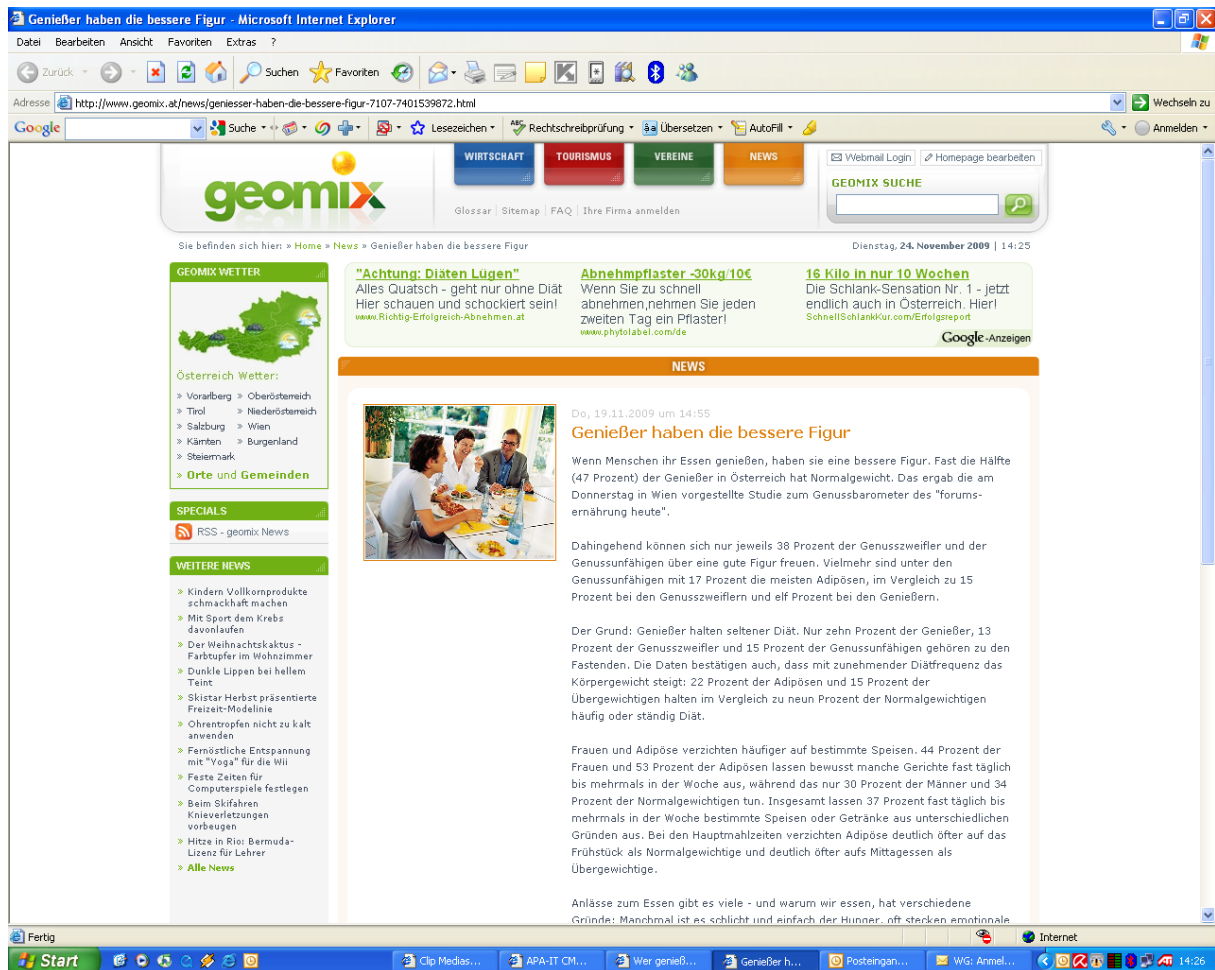 Genießer haben die bessere Figur - Microsoft Internet Explorer
Datei Bearbeiten Ansicht Favoriten Extras ?
Zurück Suchen Favoriten
Adresse http://www.geomix.at/news/geniesser-haben-die-bessere-figur-7107-7401539872.html Wechseln zu
Google Suche Lesezeichen Rechtschreibprüfung Übersetzen AutoFill Anmelden
geomix
WIRTSCHAFT TOURISMUS VEREINE NEWS
Glossar | Sitemap | FAQ | Ihre Firma anmelden
Webmail Login Homepage bearbeiten
GEOMIX SUCHE
Sie befinden sich hier: » Home » News » Genießer haben die bessere Figur
Dienstag, 24. November 2009 | 14:25
GEOMIX WETTER
Österreich Wetter:
» Vorarlberg » Oberösterreich
» Tirol » Niederösterreich
» Salzburg » Wien
» Kärnten » Burgenland
» Steiermark
» Orte und Gemeinden
SPECIALS
RSS - geomix News
WEITERE NEWS
» Kindern Vollkornprodukte
schmackhaft machen
» Mit Sport dem Krebs
davonlaufen
» Der Weihnachtskaktus -
Farbtupfer im Wohnzimmer
» Dunkle Lippen bei hellem
Teint
» Skistar Herbst präsentierte
Freizeit-Modelinie
» Ohrentropfen nicht zu kalt
anwenden
» Fernöstliche Entspannung
mit "Yoga" für die Wii
» Feste Zeiten für
Computerspiele festlegen
» Beim Skifahren
Knieverletzungen
vorbeugen
» Hitze in Rio: Bermuda-
Lizenz für Lehrer
» Alle News
"Achtung: Diäten Lügen"
Alles Quatsch - geht nur ohne Diät
Hier schauen und schockiert sein!
www.Richtig-Erfolgreich-Abnehmen.at
Abnehmpflaster -30kg/10€
Wenn Sie zu schnell
abnehmen,nehmen Sie jeden
zweiten Tag ein Pflaster!
www.phytolabel.com/de
16 Kilo in nur 10 Wochen
Die Schlank-Sensation Nr. 1 - jetzt
endlich auch in Österreich. Hier!
SchnellSchlankKur.com/Erfolgsreport
Google-Anzeigen
NEWS
Do, 19.11.2009 um 14:55
Genießer haben die bessere Figur
Wenn Menschen ihr Essen genießen, haben sie eine bessere Figur. Fast die Hälfte
(47 Prozent) der Genießer in Österreich hat Normalgewicht. Das ergab die am
Donnerstag in Wien vorgestellte Studie zum Genussbarometer des "forums-
ernährung heute".
Dahingehend können sich nur jeweils 38 Prozent der Genusszweifler und der
Genussunfähigen über eine gute Figur freuen. Vielmehr sind unter den
Genussunfähigen mit 17 Prozent die meisten Adipösen, im Vergleich zu 15
Prozent bei den Genusszweiflern und elf Prozent bei den Genießern.
Der Grund: Genießer halten seltener Diät. Nur zehn Prozent der Genießer, 13
Prozent der Genusszweifler und 15 Prozent der Genussunfähigen gehören zu den
Fastenden. Die Daten bestätigen auch, dass mit zunehmender Diätfrequenz das
Körpergewicht steigt: 22 Prozent der Adipösen und 15 Prozent der
Übergewichtigen halten im Vergleich zu neun Prozent der Normalgewichtigen
häufig oder ständig Diät.
Frauen und Adipöse verzichten häufiger auf bestimmte Speisen. 44 Prozent der
Frauen und 53 Prozent der Adipösen lassen bewusst manche Gerichte fast täglich
bis mehrmals in der Woche aus, während das nur 30 Prozent der Männer und 34
Prozent der Normalgewichtigen tun. Insgesamt lassen 37 Prozent fast täglich bis
mehrmals in der Woche bestimmte Speisen oder Getränke aus unterschiedlichen
Gründen aus. Bei den Hauptmahlzeiten verzichten Adipöse deutlich öfter auf das
Frühstück als Normalgewichtige und deutlich öfter aufs Mittagessen als
Übergewichtige.
Anlässe zum Essen gibt es viele - und warum wir essen, hat verschiedene
Gründe: Manchmal ist es schlicht und einfach der Hunger, oft stecken emotionale
Fertig Internet
Start Clip Medias... APA-IT CM... Wer genieß... Genießer h... Posteingan... WG: Anmel... 14:26